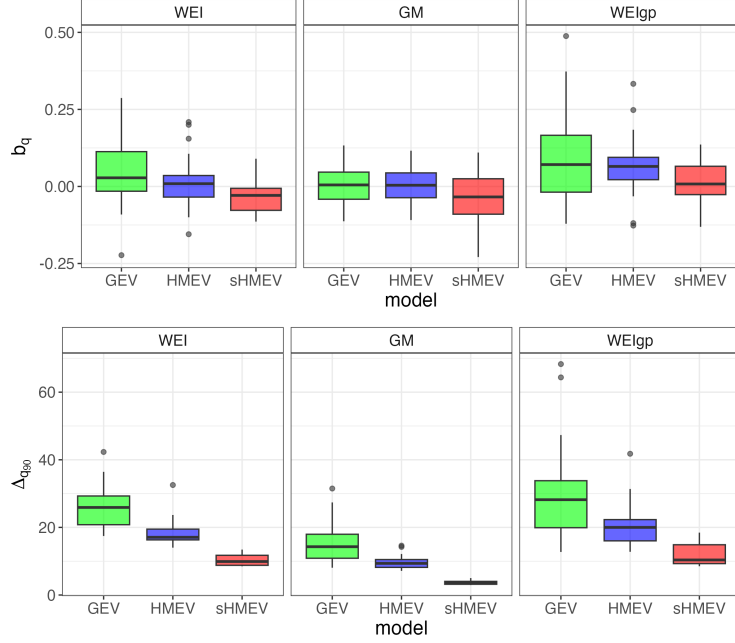 WEI GM WEIgp
0.50
0.25
0.00
-0.25
b_q
GEV HMEV sHMEV GEV HMEV sHMEV GEV HMEV sHMEV
model
WEI GM WEIgp
60
40
20
0
Δ_q90
GEV HMEV sHMEV GEV HMEV sHMEV GEV HMEV sHMEV
model